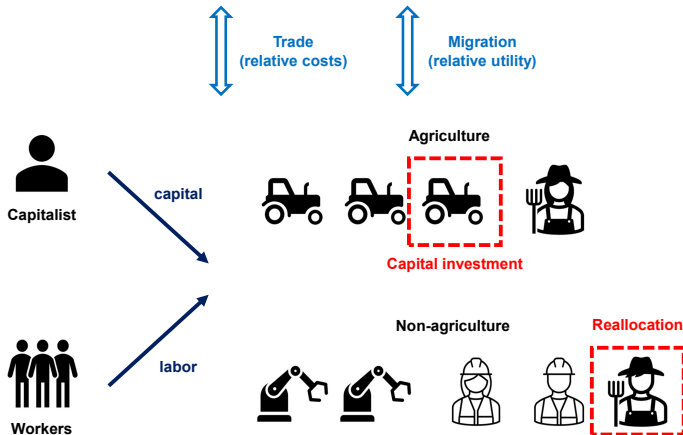 Trade
(relative costs)
Migration
(relative utility)
Agriculture
capital
Capitalist
Capital investment
Non-agriculture
Reallocation
labor
Workers